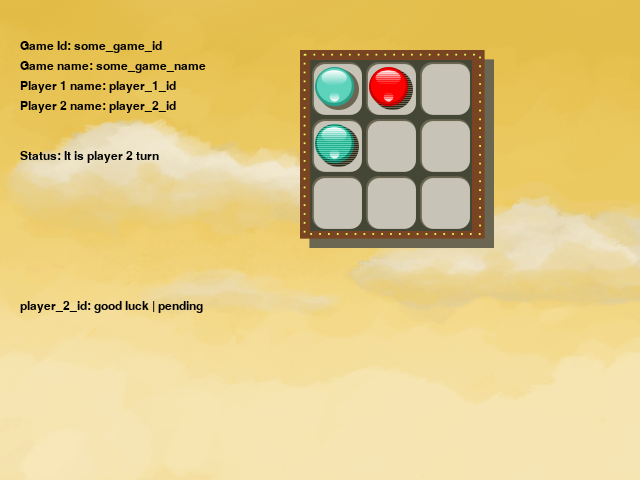 Game Id: some_game_id
Game name: some_game_name
Player 1 name: player_1_id
Player 2 name: player_2_id
Status: It is player 2 turn
player_2_id: good luck | pending